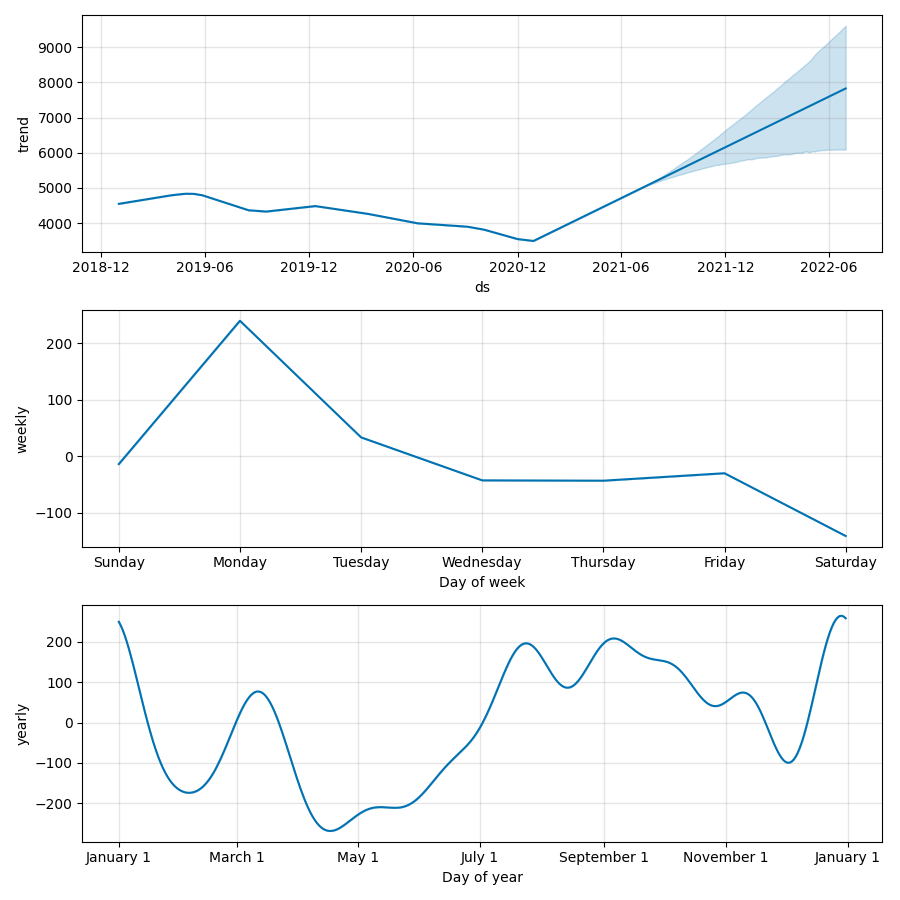 9000
8000
7000
6000
5000
4000
trend
2018-12 2019-06 2019-12 2020-06 2020-12 2021-06 2021-12 2022-06
ds
200
100
0
−100
weekly
Sunday Monday Tuesday Wednesday Thursday Friday Saturday
Day of week
200
100
0
−100
−200
yearly
January 1 March 1 May 1 July 1 September 1 November 1 January 1
Day of year